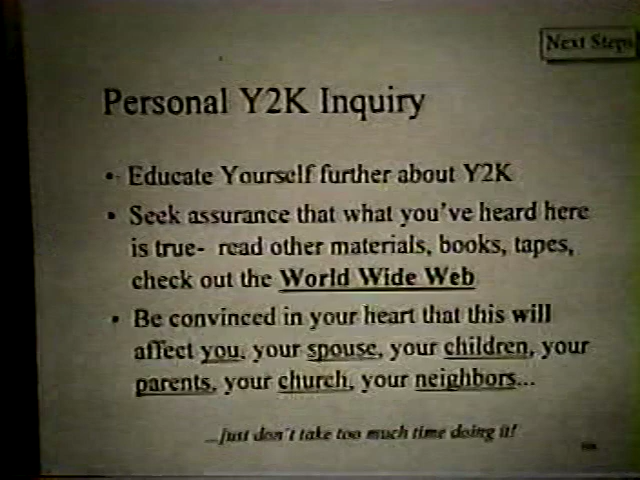 Next Steps
Personal Y2K Inquiry
• Educate Yourself further about Y2K
• Seek assurance that what you've heard here
is true- read other materials, books, tapes,
check out the World Wide Web
• Be convinced in your heart that this will
affect you, your spouse, your children, your
parents, your church, your neighbors...
...just don't take too much time doing it!